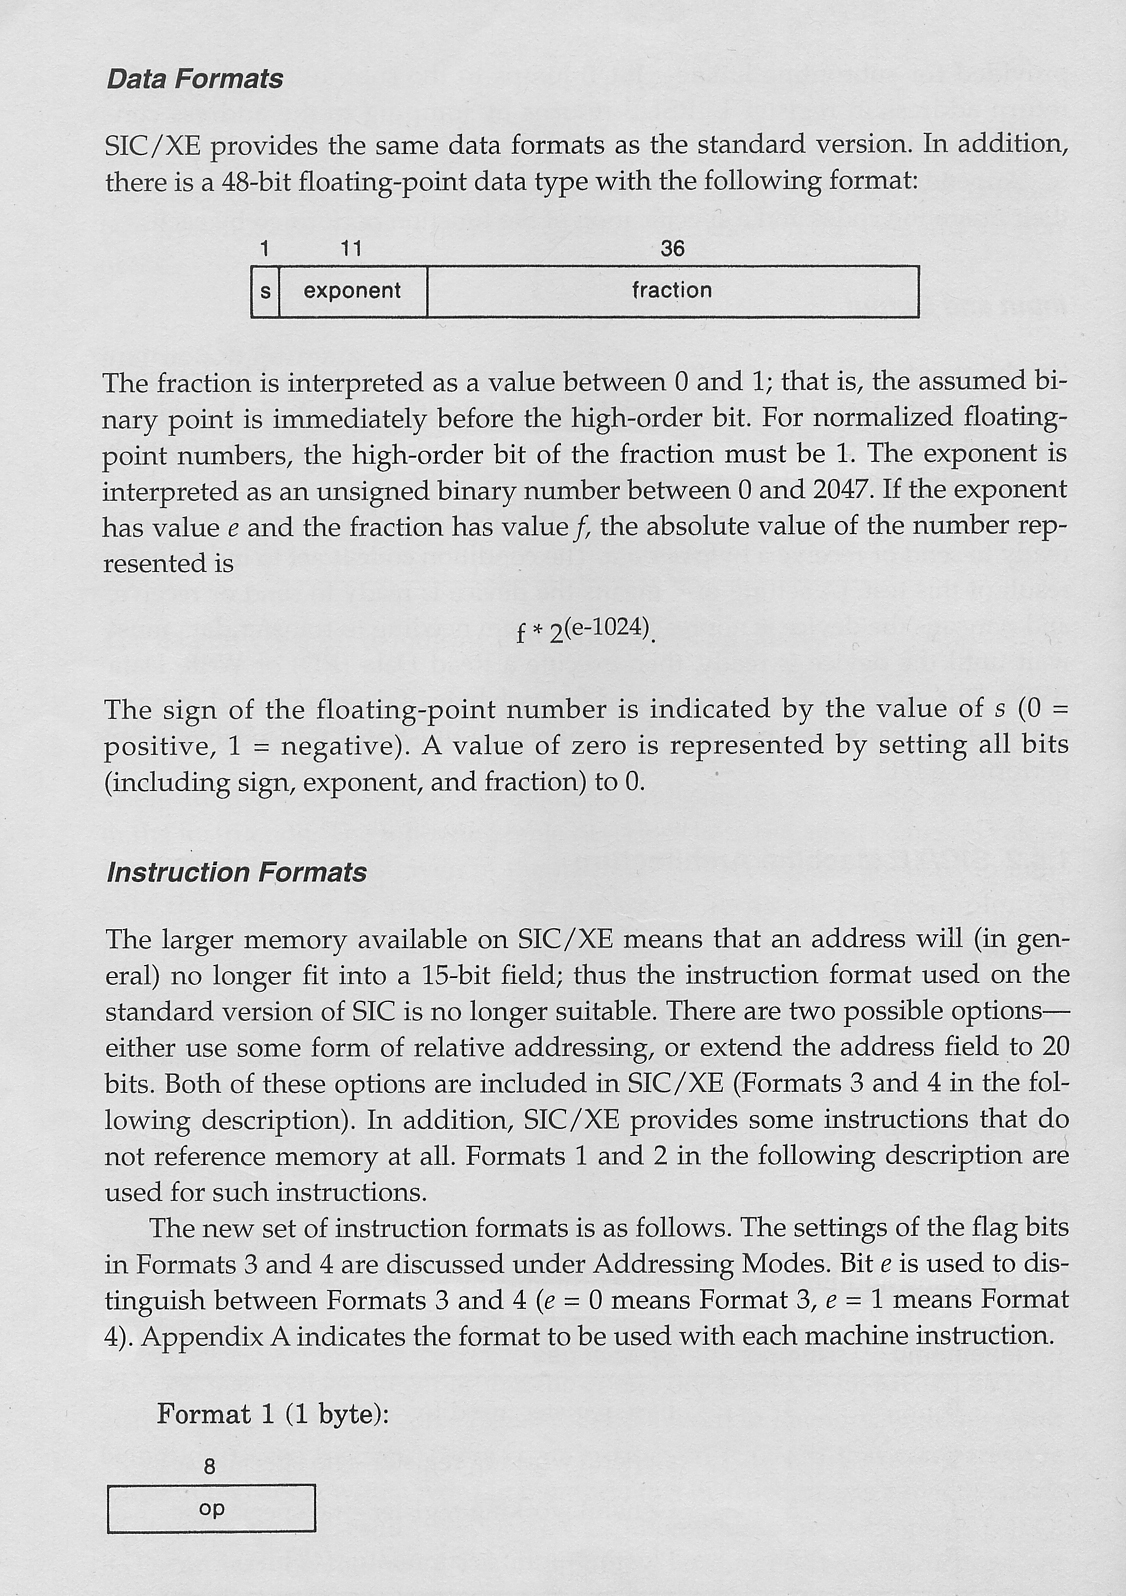 Data Formats
SIC/XE provides the same data formats as the standard version. In addition,
there is a 48-bit floating-point data type with the following format:
1 11 36
s exponent fraction
The fraction is interpreted as a value between 0 and 1; that is, the assumed bi-
nary point is immediately before the high-order bit. For normalized floating-
point numbers, the high-order bit of the fraction must be 1. The exponent is
interpreted as an unsigned binary number between 0 and 2047. If the exponent
has value e and the fraction has value f, the absolute value of the number rep-
resented is
f * 2(e-1024).
The sign of the floating-point number is indicated by the value of s (0 =
positive, 1 = negative). A value of zero is represented by setting all bits
(including sign, exponent, and fraction) to 0.
Instruction Formats
The larger memory available on SIC/XE means that an address will (in gen-
eral) no longer fit into a 15-bit field; thus the instruction format used on the
standard version of SIC is no longer suitable. There are two possible options—
either use some form of relative addressing, or extend the address field to 20
bits. Both of these options are included in SIC/XE (Formats 3 and 4 in the fol-
lowing description). In addition, SIC/XE provides some instructions that do
not reference memory at all. Formats 1 and 2 in the following description are
used for such instructions.
The new set of instruction formats is as follows. The settings of the flag bits
in Formats 3 and 4 are discussed under Addressing Modes. Bit e is used to dis-
tinguish between Formats 3 and 4 (e = 0 means Format 3, e = 1 means Format
4). Appendix A indicates the format to be used with each machine instruction.
Format 1 (1 byte):
8
op